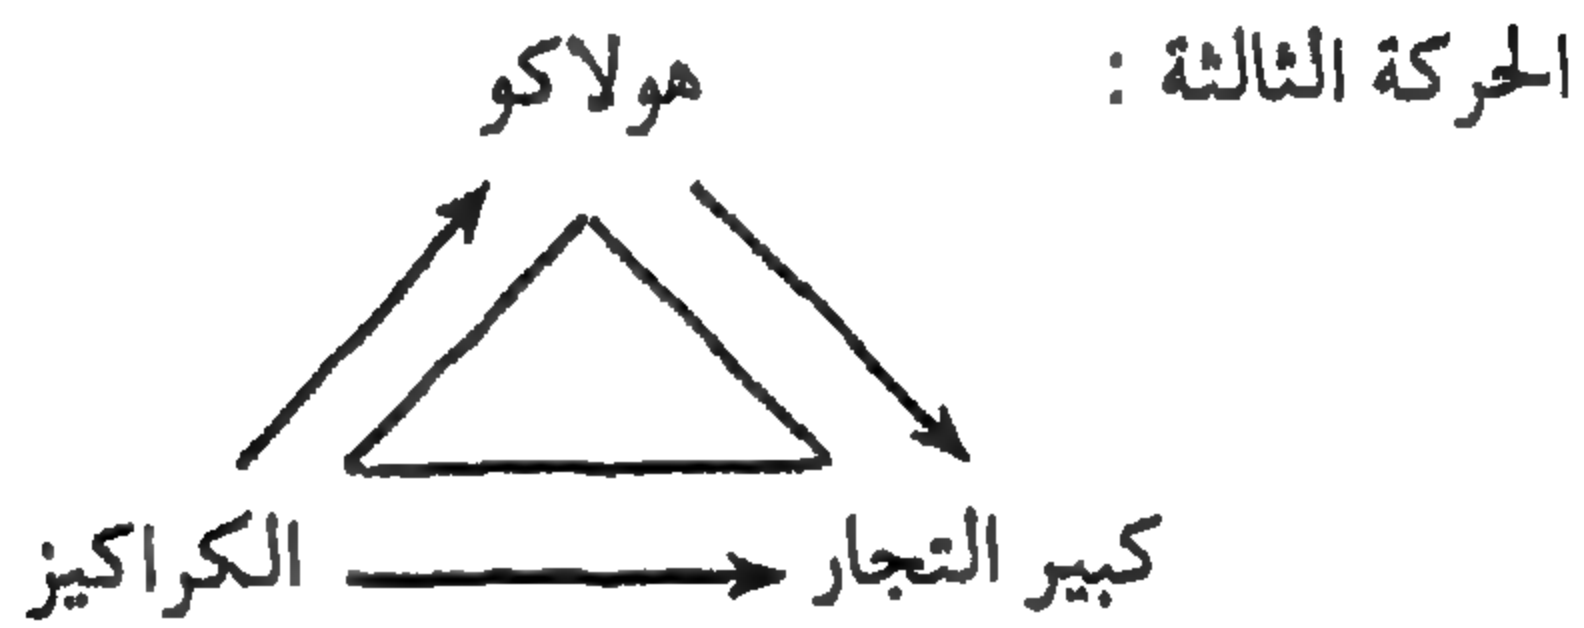 الحركة الثالثة :
هولاكو
كبير التجار
الكراكيز